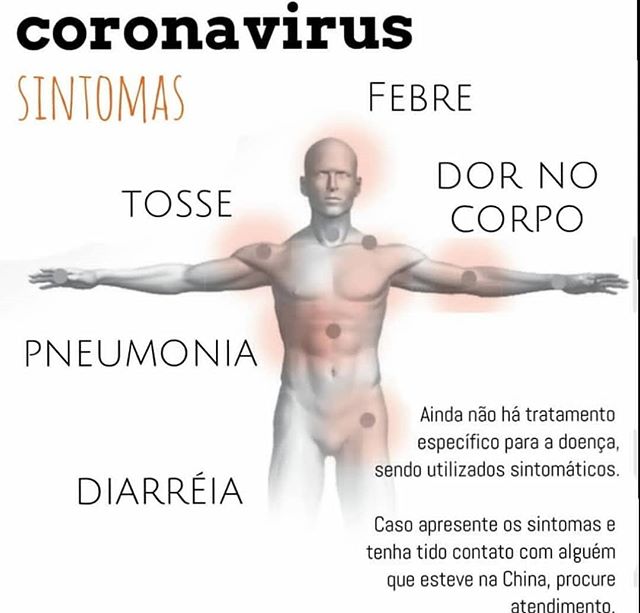 coronavirus
SINTOMAS
FEBRE
DOR NO
CORPO
TOSSE
PNEUMONIA
DIARRÉIA
Ainda não há tratamento
específico para a doença,
sendo utilizados sintomáticos.
Caso apresente os sintomas e
tenha tido contato com alguém
que esteve na China, procure
atendimento.